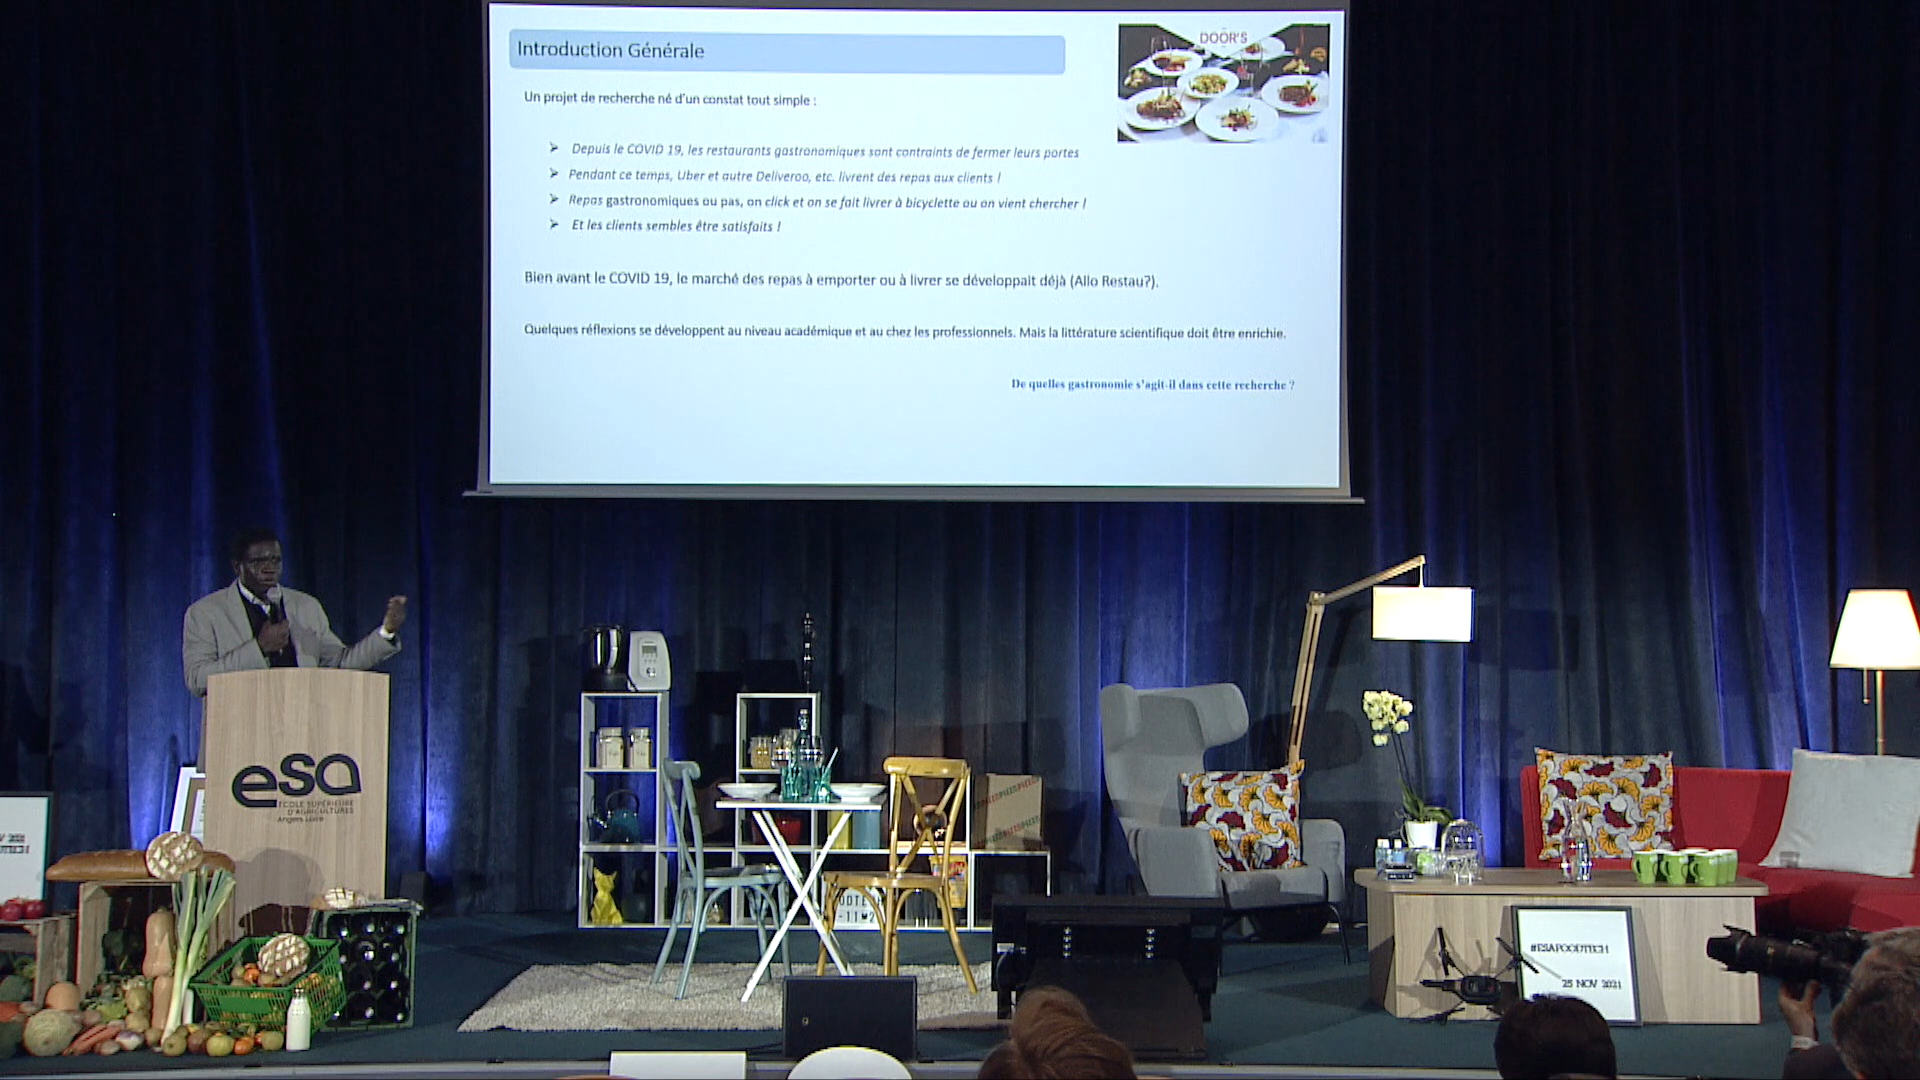 Introduction Générale
DOOR'S
Un projet de recherche né d'un constat tout simple :
Depuis le COVID 19, les restaurants gastronomiques sont contraints de fermer leurs portes
Pendant ce temps, Uber et autre Deliveroo, etc. livrent des repas aux clients !
Repas gastronomiques ou pas, on click et on se fait livrer à bicyclette ou on vient chercher !
Et les clients sembles être satisfaits !
Bien avant le COVID 19, le marché des repas à emporter ou à livrer se développait déjà (Allo Restau?).
Quelques réflexions se développent au niveau académique et au chez les professionnels. Mais la littérature scientifique doit être enrichie.
De quelles gastronomie s'agit-il dans cette recherche ?
esa
ÉCOLE SUPÉRIEURE
D'AGRICULTURES
Angers Loire
#ESAFOODTECH
25 NOV 2021